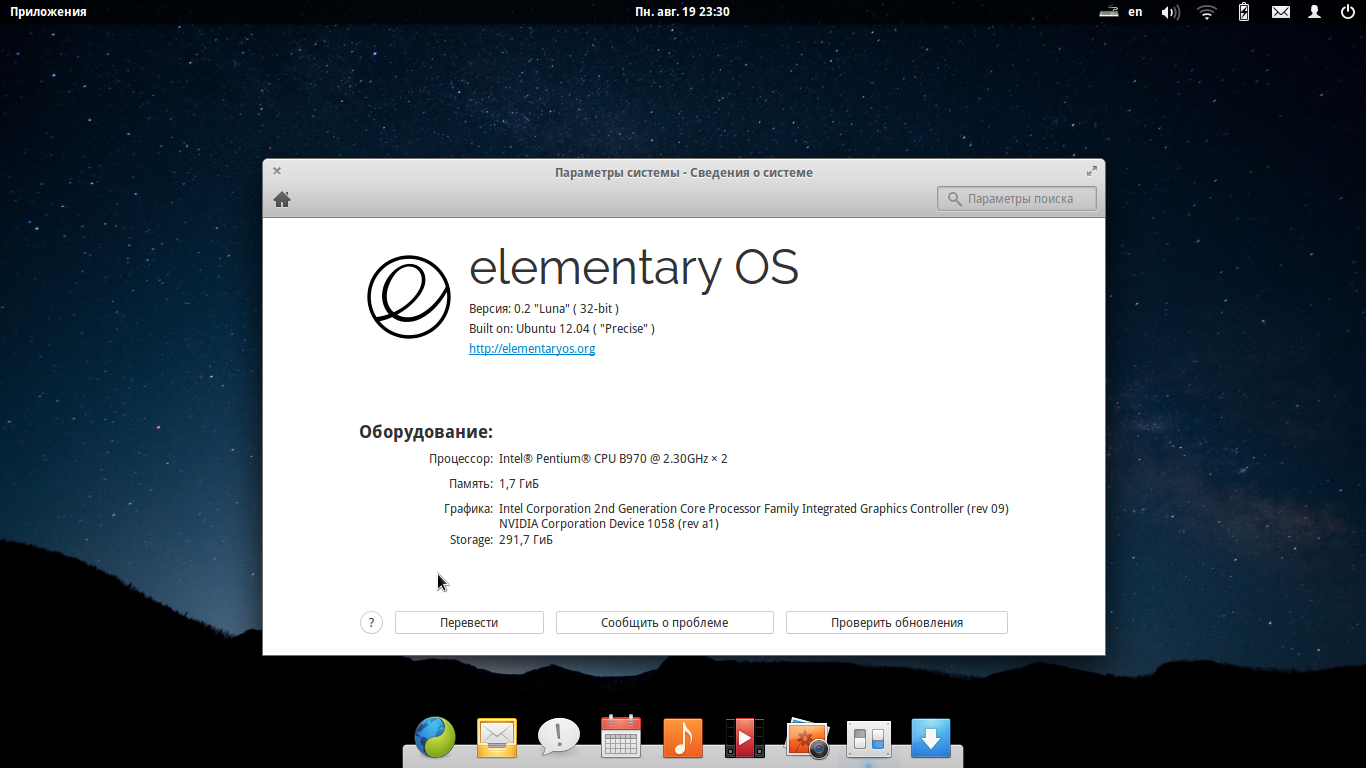 Приложения
Пн. авг. 19 23:30
en
Параметры системы - Сведения о системе
Параметры поиска
elementary OS
Версия: 0.2 "Luna" ( 32-bit )
Built on: Ubuntu 12.04 ( "Precise" )
http://elementaryos.org
Оборудование:
Процессор: Intel® Pentium® CPU B970 @ 2.30GHz × 2
Память: 1,7 ГиБ
Графика: Intel Corporation 2nd Generation Core Processor Family Integrated Graphics Controller (rev 09)
NVIDIA Corporation Device 1058 (rev a1)
Storage: 291,7 ГиБ
? Перевести Сообщить о проблеме Проверить обновления